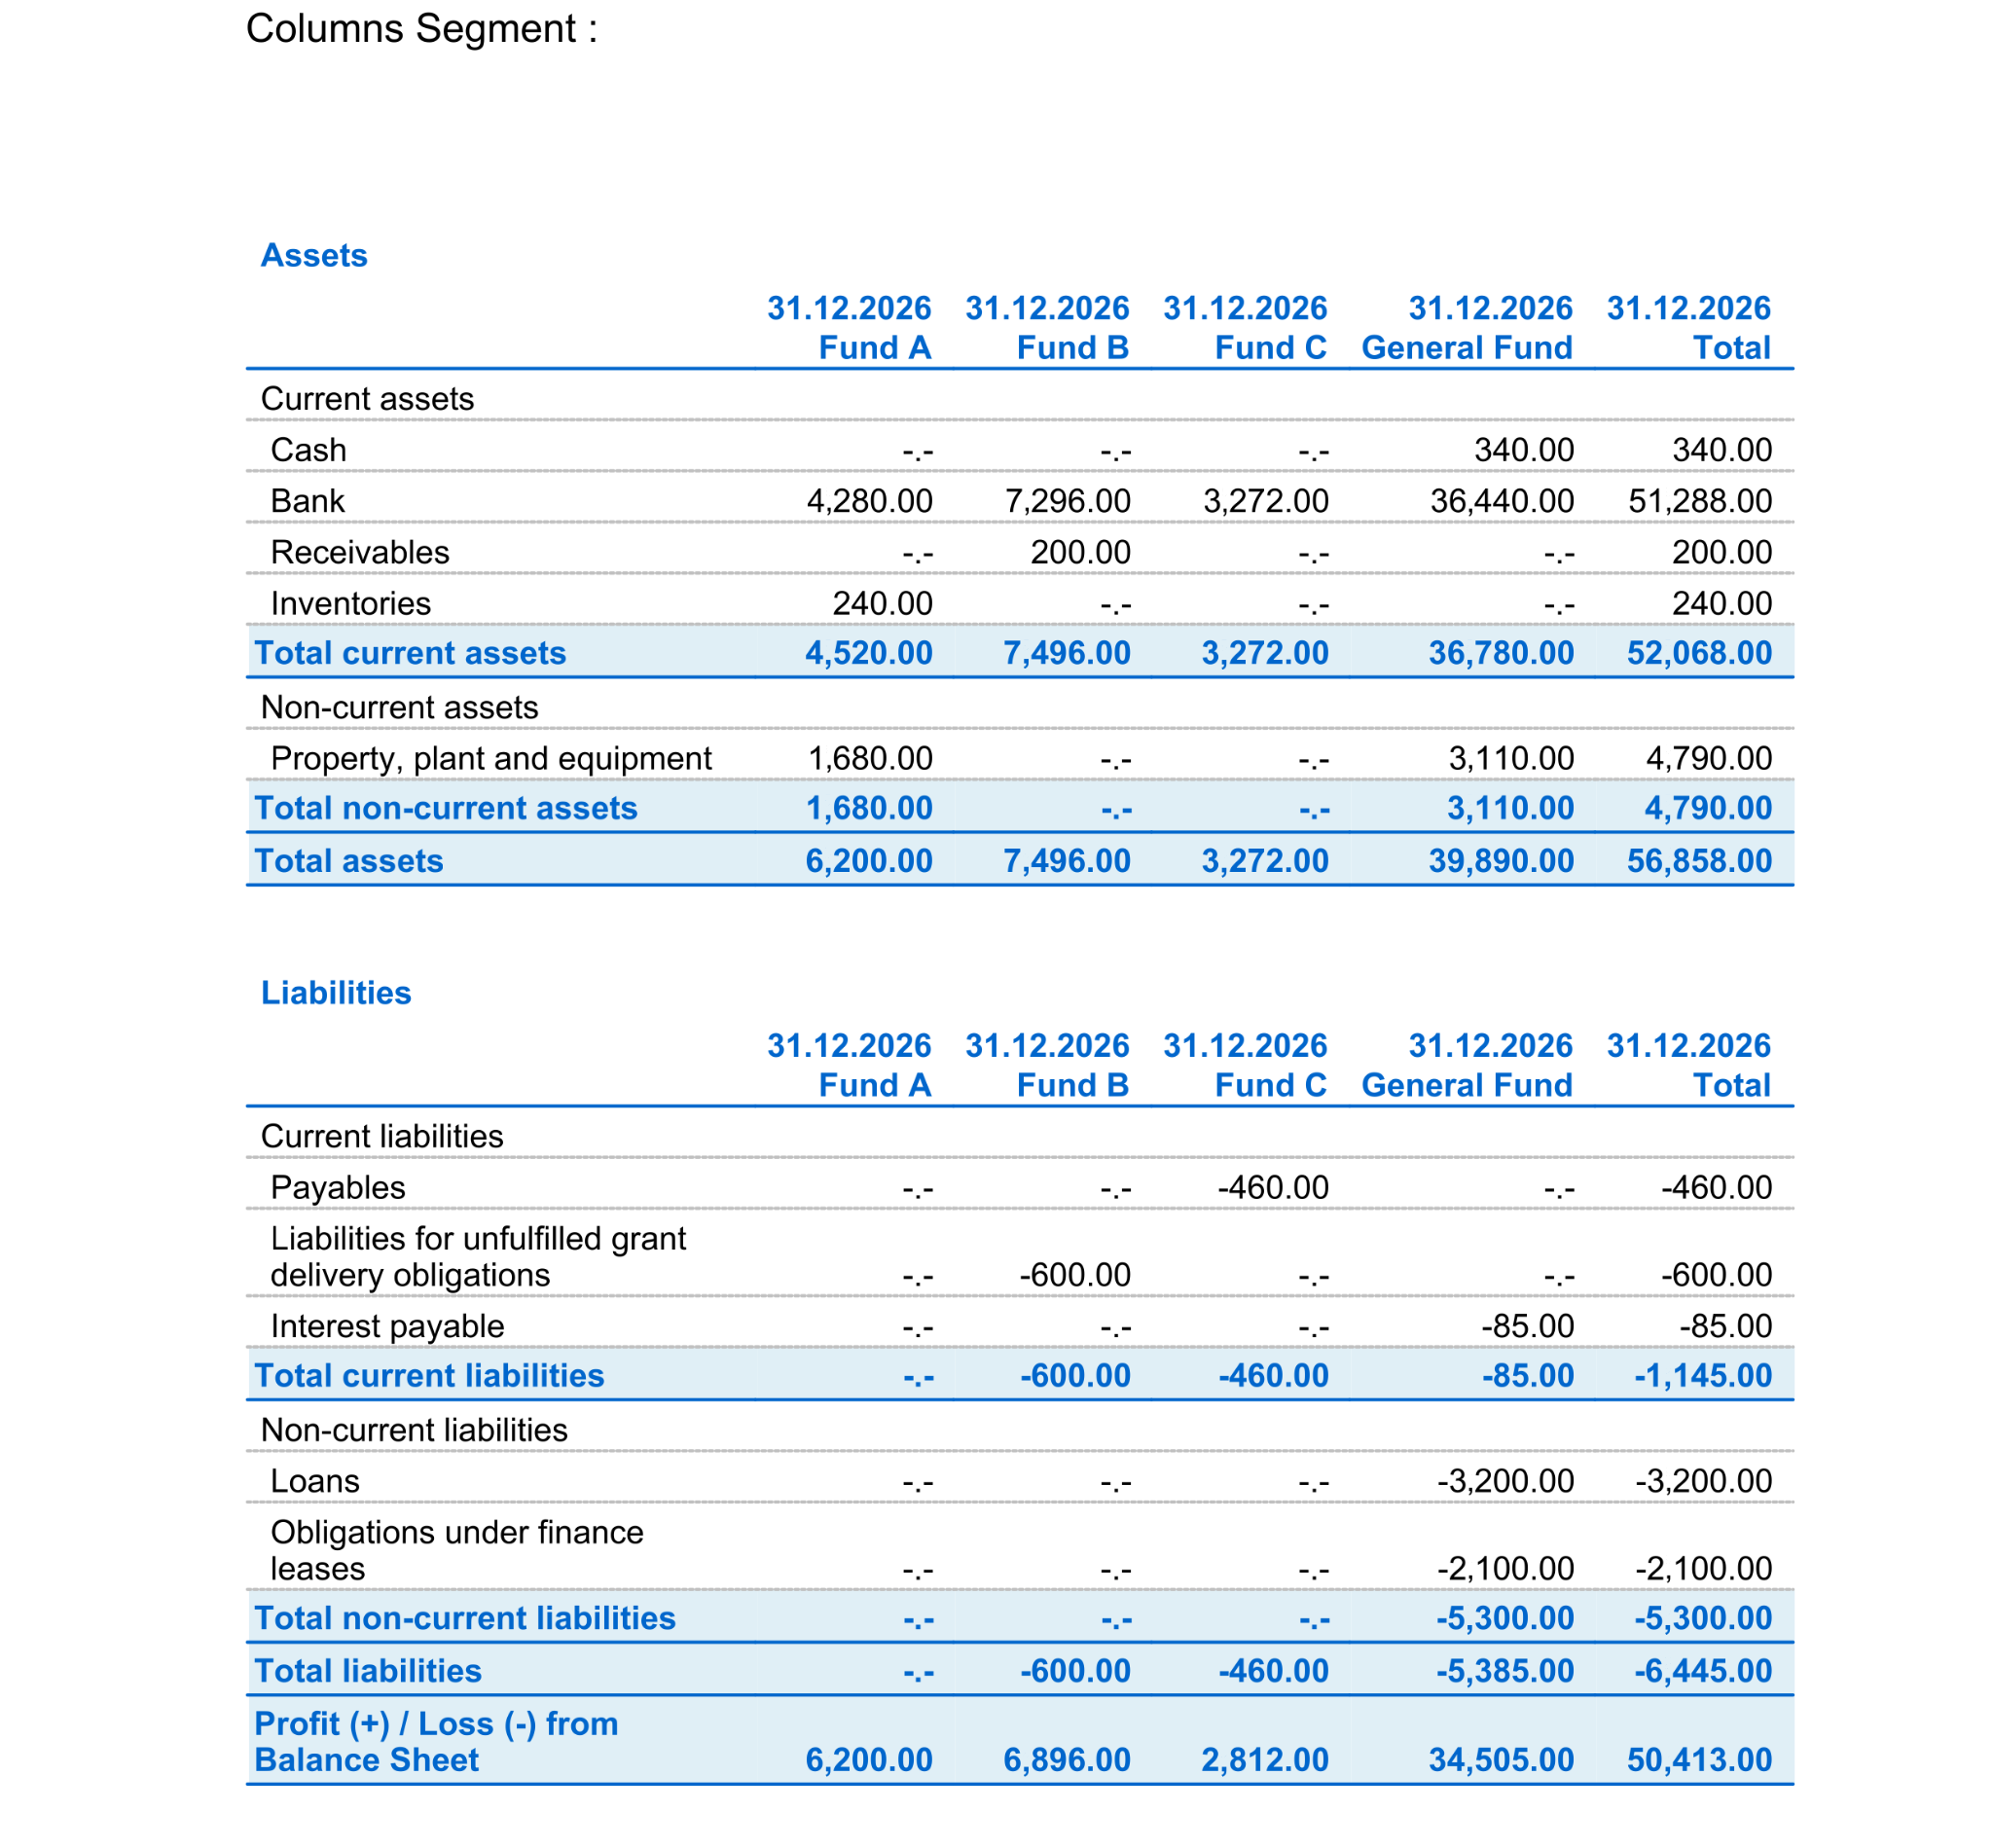 Columns Segment :
Assets
31.12.2026 31.12.2026 31.12.2026 31.12.2026 31.12.2026
Fund A Fund B Fund C General Fund Total
Current assets
Cash -.- -.- -.- 340.00 340.00
Bank 4,280.00 7,296.00 3,272.00 36,440.00 51,288.00
Receivables -.- 200.00 -.- -.- 200.00
Inventories 240.00 -.- -.- -.- 240.00
Total current assets 4,520.00 7,496.00 3,272.00 36,780.00 52,068.00
Non-current assets
Property, plant and equipment 1,680.00 -.- -.- 3,110.00 4,790.00
Total non-current assets 1,680.00 -.- -.- 3,110.00 4,790.00
Total assets 6,200.00 7,496.00 3,272.00 39,890.00 56,858.00
Liabilities
31.12.2026 31.12.2026 31.12.2026 31.12.2026 31.12.2026
Fund A Fund B Fund C General Fund Total
Current liabilities
Payables -.- -.- -460.00 -.- -460.00
Liabilities for unfulfilled grant
delivery obligations -.- -600.00 -.- -.- -600.00
Interest payable -.- -.- -.- -85.00 -85.00
Total current liabilities -.- -600.00 -460.00 -85.00 -1,145.00
Non-current liabilities
Loans -.- -.- -.- -3,200.00 -3,200.00
Obligations under finance
leases -.- -.- -.- -2,100.00 -2,100.00
Total non-current liabilities -.- -.- -.- -5,300.00 -5,300.00
Total liabilities -.- -600.00 -460.00 -5,385.00 -6,445.00
Profit (+) / Loss (-) from
Balance Sheet 6,200.00 6,896.00 2,812.00 34,505.00 50,413.00